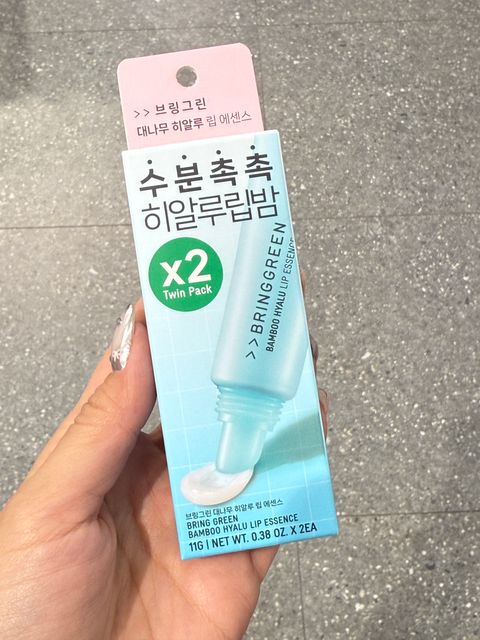 >> 브링그린
대나무 히알루 립 에센스
수분촉촉
히알루립밤
x2
Twin Pack
>> BRINGGREEN
BAMBOO HYALU LIP ESSENCE
브링그린 대나무 히알루 립 에센스
BRING GREEN
BAMBOO HYALU LIP ESSENCE
11G | NET WT. 0.38 OZ. X 2EA